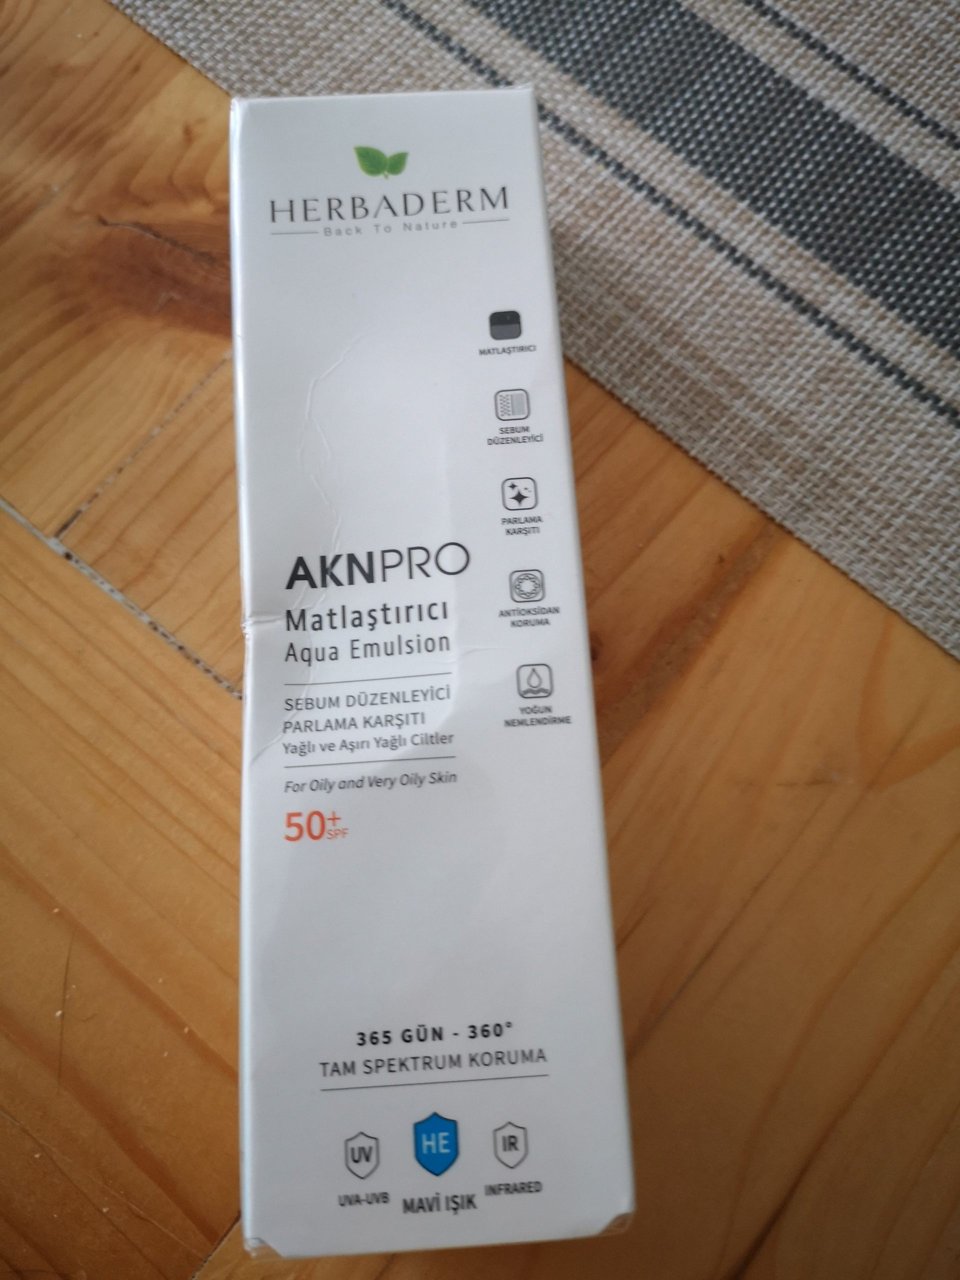 HERBADERM
Back To Nature
MATLAŞTIRICI
SEBUM
DÜZENLEYİCİ
PARLAMA
KARŞITI
ANTİOKSİDAN
KORUMA
YOĞUN
NEMLENDİRME
AKNPRO
Matlaştırıcı
Aqua Emulsion
SEBUM DÜZENLEYİCİ
PARLAMA KARŞITI
Yağlı ve Aşırı Yağlı Ciltler
For Oily and Very Oily Skin
50+ SPF
365 GÜN - 360°
TAM SPEKTRUM KORUMA
UV HE IR
UVA-UVB MAVİ IŞIK INFRARED